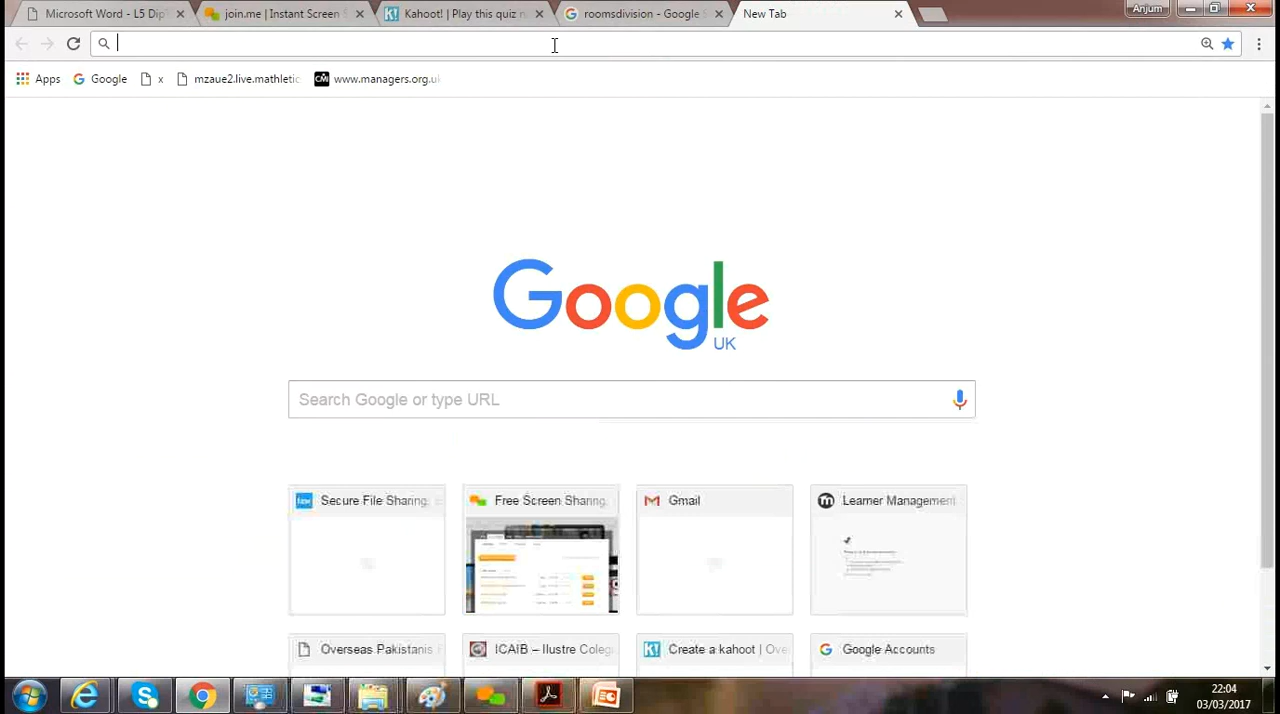 Microsoft Word - L5 Dip
join.me | Instant Screen S
Kahoot! | Play this quiz n
roomsdivision - Google S
New Tab
Anjum
Apps
Google
x
mzaue2.live.mathletic
www.managers.org.uk
Google
UK
Search Google or type URL
Secure File Sharing,
Free Screen Sharing,
Gmail
Learner Management
Overseas Pakistanis F
ICAIB – Ilustre Coleg
Create a kahoot | Ove
Google Accounts
22:04
03/03/2017